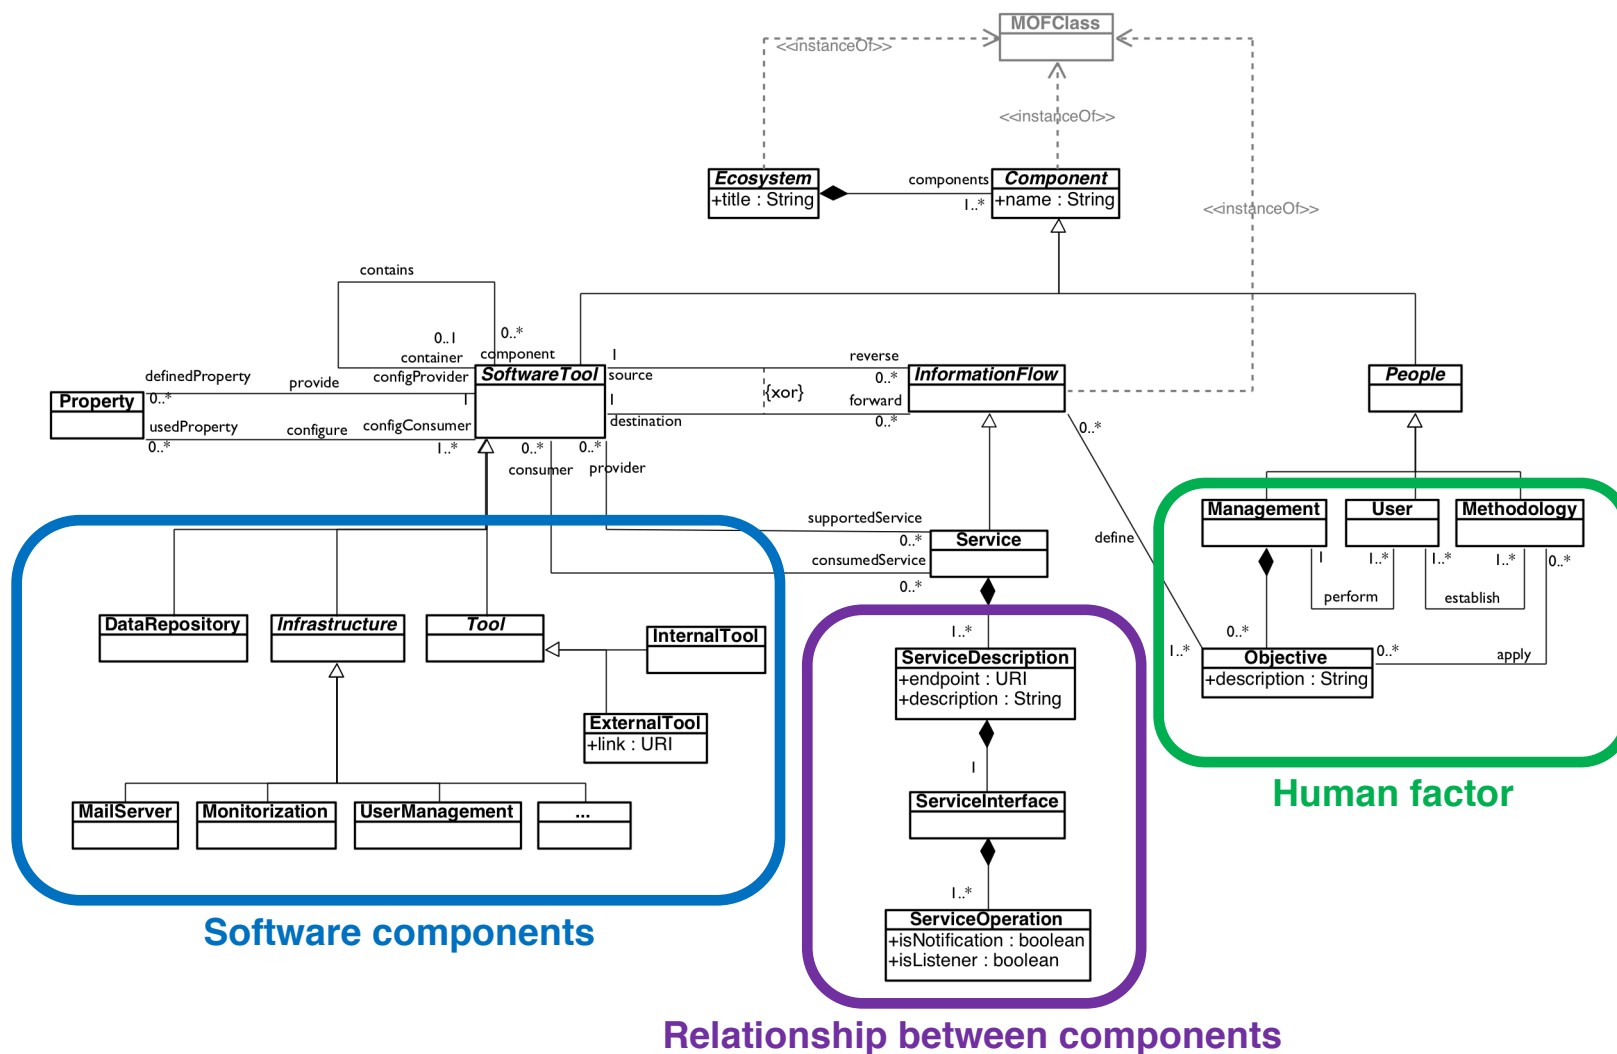 MOFClass
<<instanceOf>>
<<instanceOf>>
<<instanceOf>>
Ecosystem
+title : String
components
1..*
Component
+name : String
contains
0..1
0..*
container
component
definedProperty
provide
configProvider
0..*
1
Property
usedProperty
configure
configConsumer
0..*
1..*
SoftwareTool
1
source
reverse
0..*
{xor}
1
destination
forward
0..*
InformationFlow
People
0..*
consumer
0..*
provider
0..*
define
1..*
supportedService
0..*
consumedService
0..*
Service
Management
User
Methodology
1
1..*
perform
1..*
1..*
establish
0..*
0..*
apply
0..*
Objective
+description : String
Human factor
DataRepository
Infrastructure
Tool
InternalTool
ExternalTool
+link : URI
MailServer
Monitorization
UserManagement
...
Software components
1..*
ServiceDescription
+endpoint : URI
+description : String
1
ServiceInterface
1..*
ServiceOperation
+isNotification : boolean
+isListener : boolean
Relationship between components